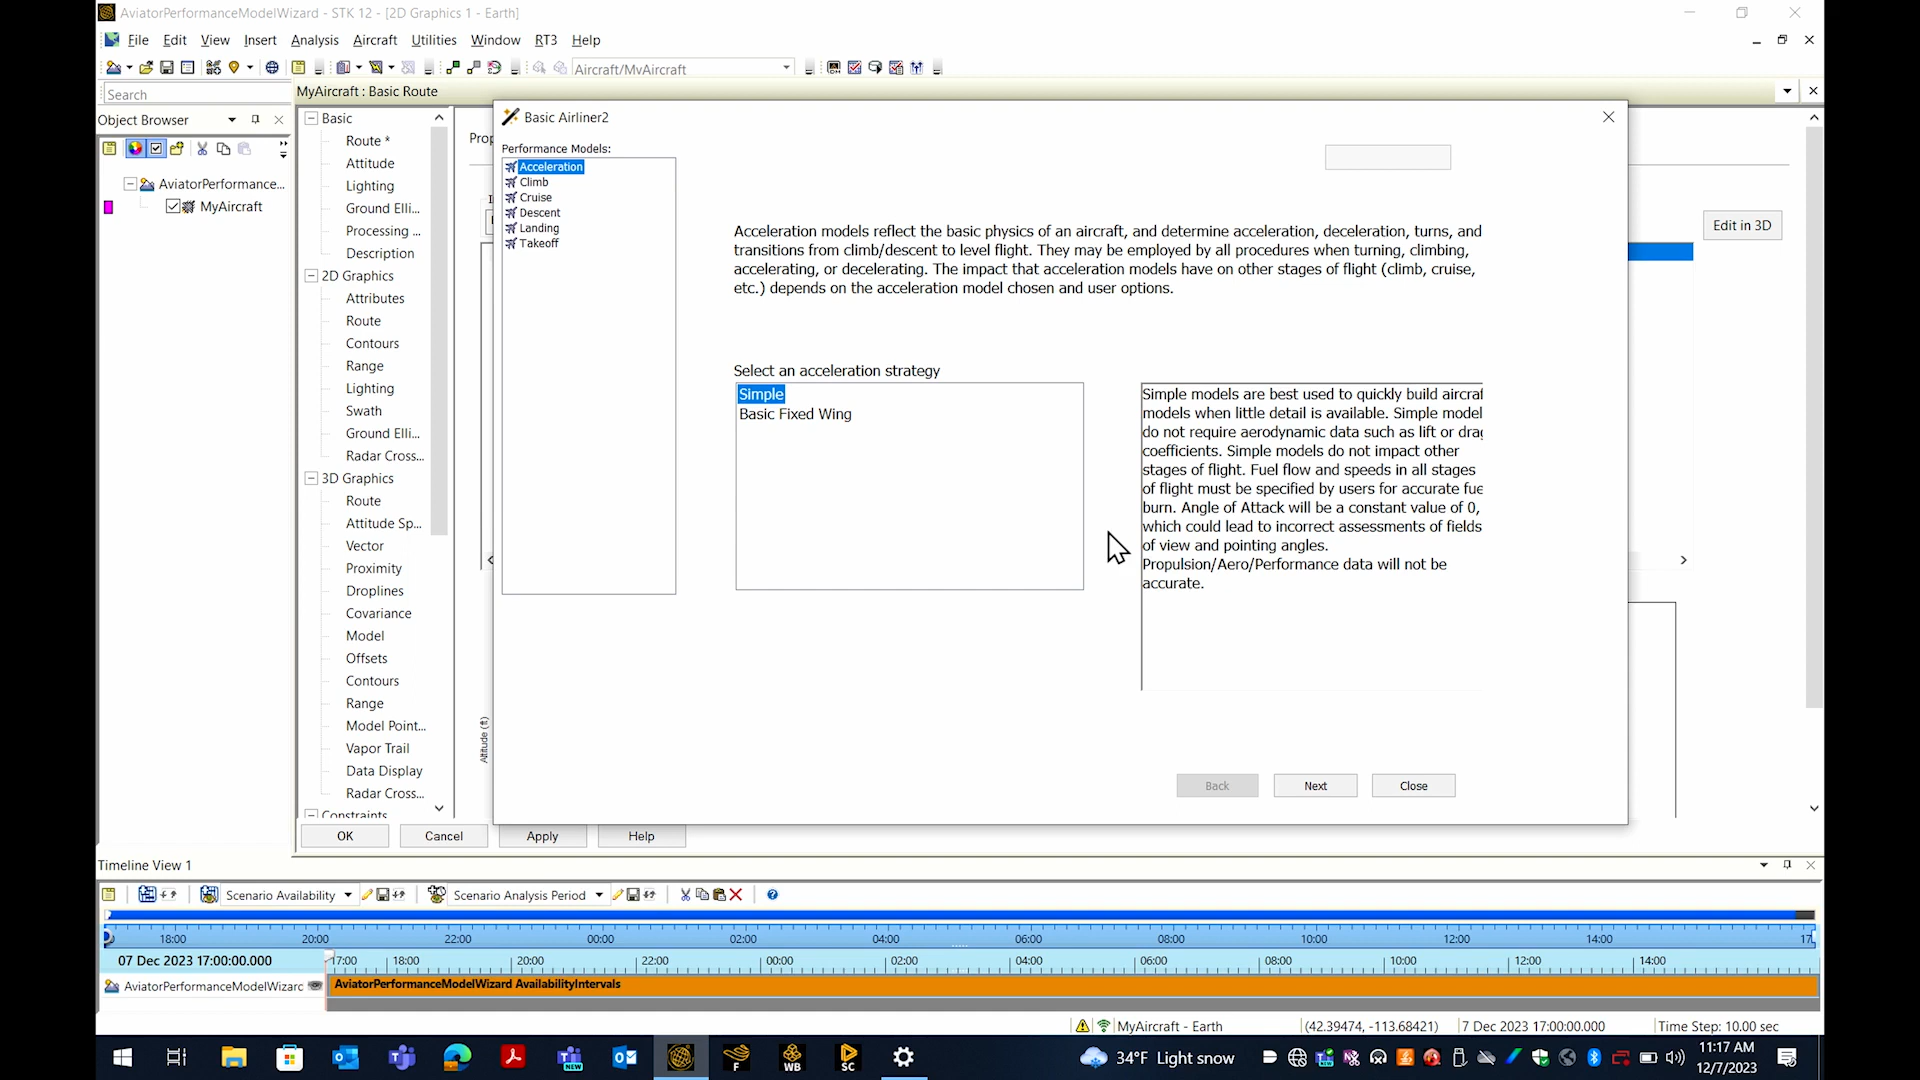 AviatorPerformanceModelWizard - STK 12 - [2D Graphics 1 - Earth]
File Edit View Insert Analysis Aircraft Utilities Window RT3 Help
Aircraft/MyAircraft
Search
MyAircraft : Basic Route
Object Browser
AviatorPerformance...
MyAircraft
Basic
Route *
Attitude
Lighting
Ground Elli...
Processing ...
Description
2D Graphics
Attributes
Route
Contours
Range
Lighting
Swath
Ground Elli...
Radar Cross...
3D Graphics
Route
Attitude Sp...
Vector
Proximity
Droplines
Covariance
Model
Offsets
Contours
Range
Model Point...
Vapor Trail
Data Display
Radar Cross...
Constraints
Prop
Altitude (ft)
Edit in 3D
Basic Airliner2
Performance Models:
Acceleration
Climb
Cruise
Descent
Landing
Takeoff
Acceleration models reflect the basic physics of an aircraft, and determine acceleration, deceleration, turns, and
transitions from climb/descent to level flight. They may be employed by all procedures when turning, climbing,
accelerating, or decelerating. The impact that acceleration models have on other stages of flight (climb, cruise,
etc.) depends on the acceleration model chosen and user options.
Select an acceleration strategy
Simple
Basic Fixed Wing
Simple models are best used to quickly build aircraf
models when little detail is available. Simple model
do not require aerodynamic data such as lift or drag
coefficients. Simple models do not impact other
stages of flight. Fuel flow and speeds in all stages
of flight must be specified by users for accurate fue
burn. Angle of Attack will be a constant value of 0,
which could lead to incorrect assessments of fields
of view and pointing angles.
Propulsion/Aero/Performance data will not be
accurate.
Back Next Close
OK Cancel Apply Help
Timeline View 1
Scenario Availability Scenario Analysis Period
18:00 20:00 22:00 00:00 02:00 04:00 06:00 08:00 10:00 12:00 14:00 17:
07 Dec 2023 17:00:00.000
17:00 18:00 20:00 22:00 00:00 02:00 04:00 06:00 08:00 10:00 12:00 14:00
AviatorPerformanceModelWizarc
AviatorPerformanceModelWizard AvailabilityIntervals
MyAircraft - Earth (42.39474, -113.68421) 7 Dec 2023 17:00:00.000 Time Step: 10.00 sec
NEW
F
WB
SC
34°F Light snow
11:17 AM
12/7/2023